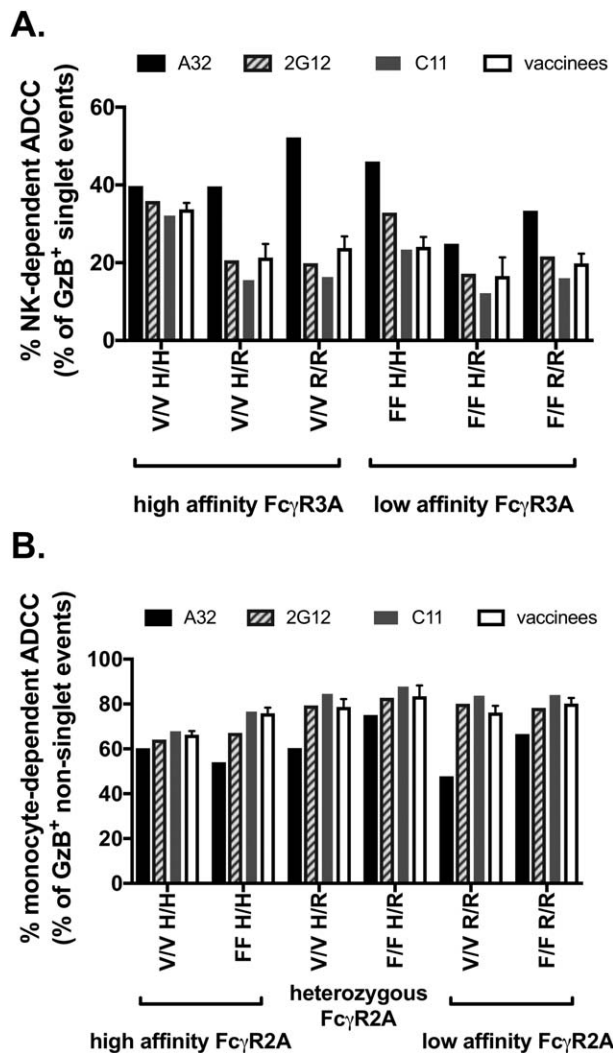 A.
A32 2G12 C11 vaccinees
% NK-dependent ADCC
(% of GzB⁺ singlet events)
60
40
20
0
V/V H/H
V/V H/R
V/V R/R
FF H/H
F/F H/R
F/F R/R
high affinity FcγR3A low affinity FcγR3A
B.
A32 2G12 C11 vaccinees
% monocyte-dependent ADCC
(% of GzB⁺ non-singlet events)
100
80
60
40
20
0
V/V H/H
FF H/H
V/V H/R
F/F H/R
V/V R/R
F/F R/R
heterozygous
FcγR2A
high affinity FcγR2A low affinity FcγR2A